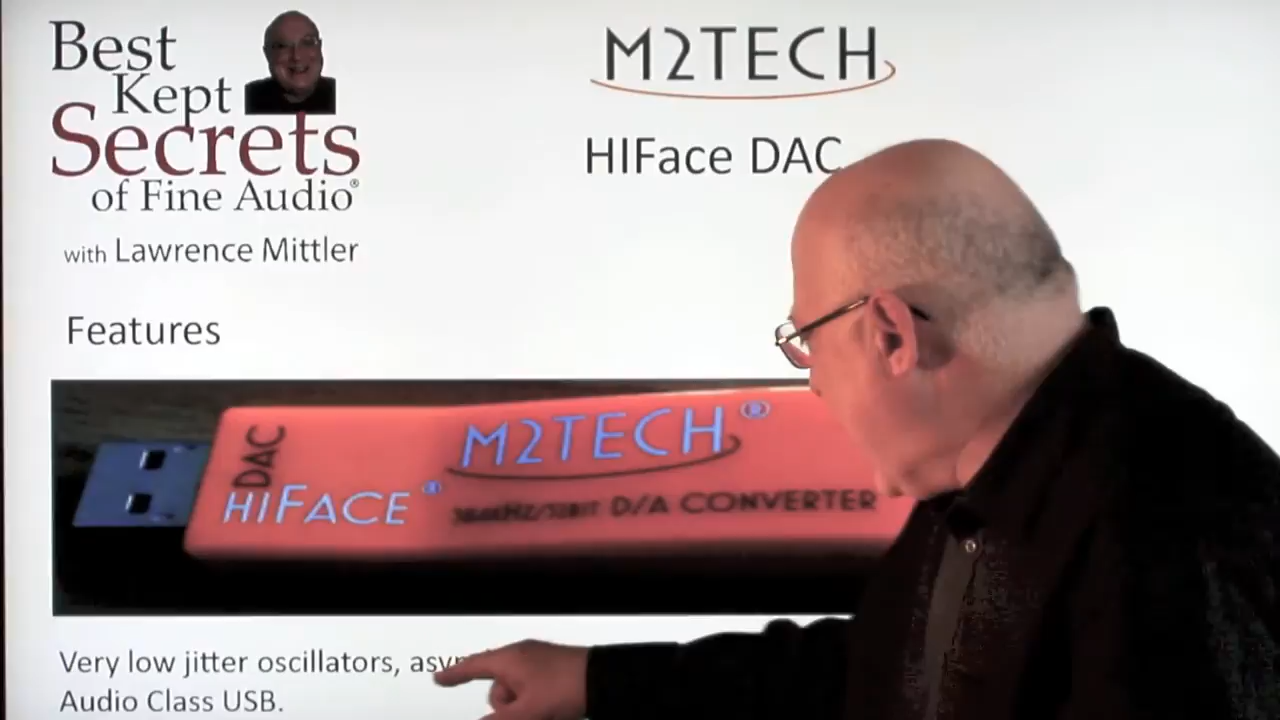 Best
Kept
Secrets
of Fine Audio®
with Lawrence Mittler
M2TECH
HIFace DAC
Features
DAC
HIFACE®
M2TECH®
D/A CONVERTER
Very low jitter oscillators,
Audio Class USB.